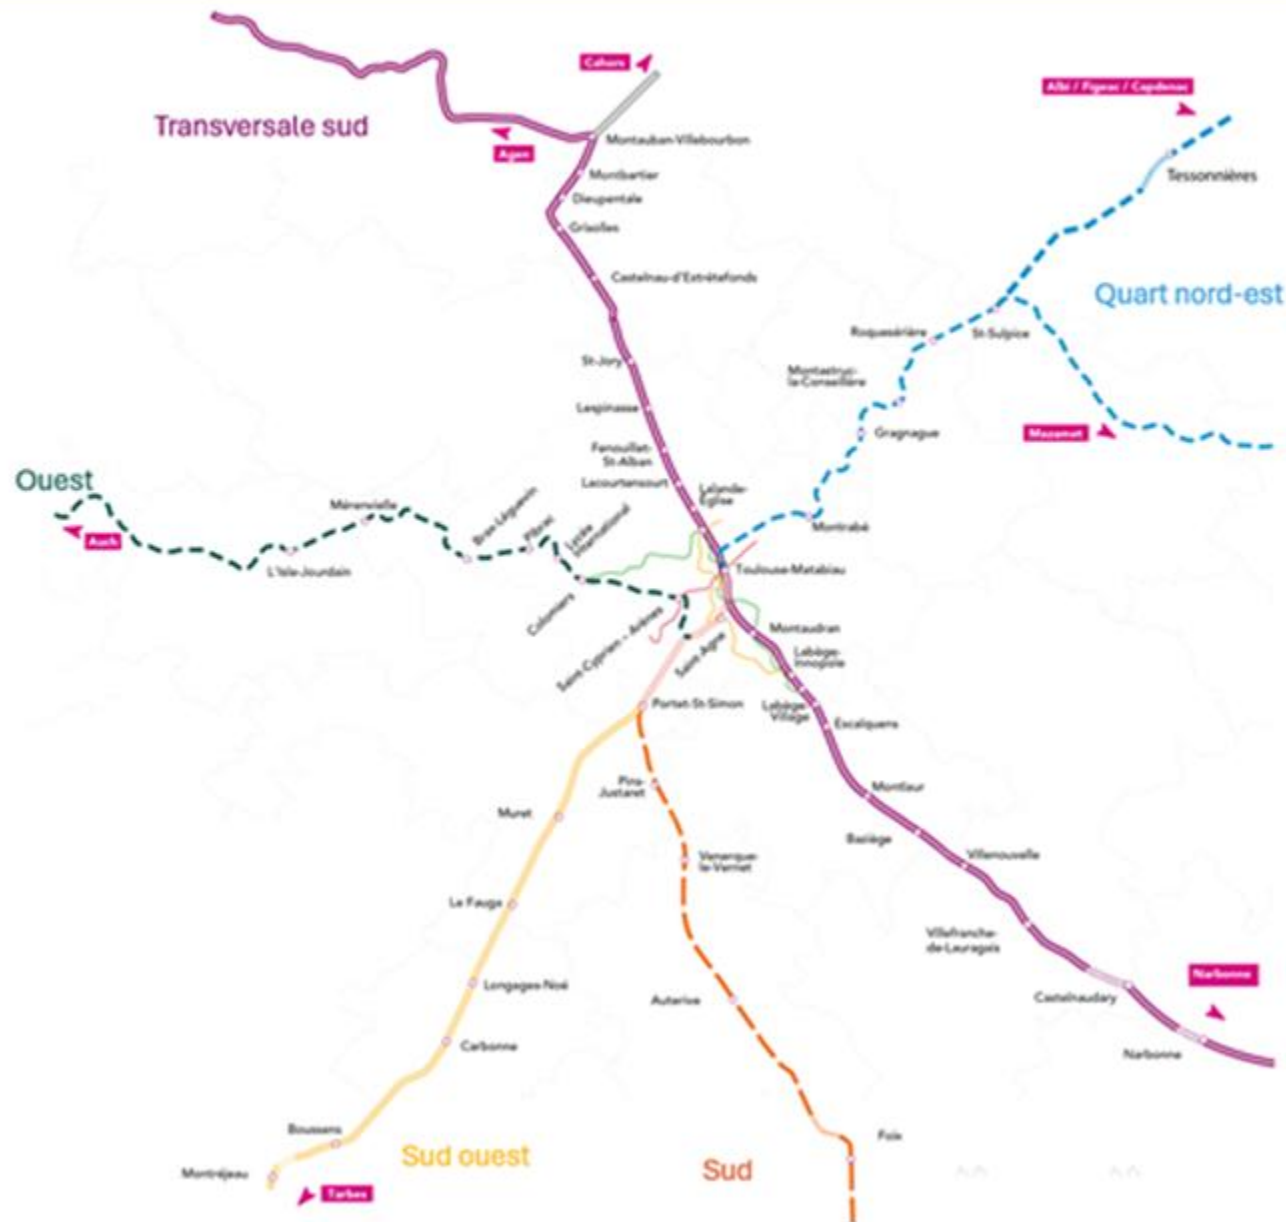 Cahors
Albi / Figeac / Capdenac
Transversale sud
Montauban-Villebourbon
Agen
Montbartier
Tessonnières
Dieupentale
Grisolles
Castelnau-d'Estrétefonds
Quart nord-est
Roquesérière
St-Sulpice
St-Jory
Montastruc-
la-Conseillère
Lespinasse
Gragnague
Mazamet
Fenouillet-
St-Alban
Lacourtensourt
Lalande-
Église
Ouest
Mérenvielle
Brax-Léguevin
Pibrac
Lycée
International
Montrabé
Auch
L'Isle-Jourdain
Toulouse-Matabiau
Colomiers
Saint-Cyprien – Arènes
Saint-Agne
Montaudran
Labège-
Innopole
Portet-St-Simon
Labège-
Village
Escalquens
Pins-
Justaret
Montlaur
Muret
Baziège
Villenouvelle
Venerque-
le-Vernet
Le Fauga
Villefranche-
de-Lauragais
Longages-Noé
Narbonne
Auterive
Castelnaudary
Carbonne
Narbonne
Boussens
Foix
Sud ouest
Sud
Montréjeau
Tarbes